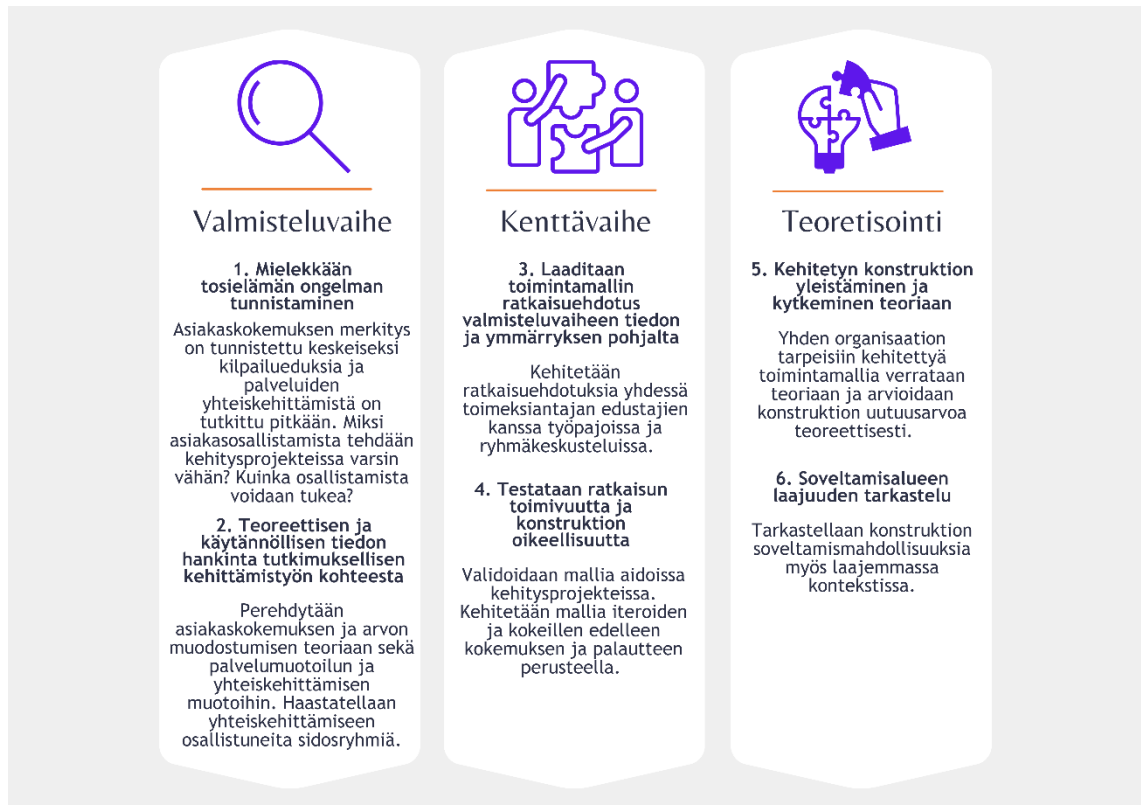 Valmisteluvaihe
1. Mielekkään
tosielämän ongelman
tunnistaminen
Asiakaskokemuksen merkitys
on tunnistettu keskeiseksi
kilpailueduksia ja
palveluiden
yhteiskehittämistä on
tutkittu pitkään. Miksi
asiakasosallistamista tehdään
kehitysprojekteissa varsin
vähän? Kuinka osallistamista
voidaan tukea?
2. Teoreettisen ja
käytännöllisen tiedon
hankinta tutkimuksellisen
kehittämistyön kohteesta
Perehdytään
asiakaskokemuksen ja arvon
muodostumisen teoriaan sekä
palvelumuotoilun ja
yhteiskehittämisen
muotoihin. Haastatellaan
yhteiskehittämiseen
osallistuneita sidosryhmiä.
Kenttävaihe
3. Laaditaan
toimintamallin
ratkaisuehdotus
valmisteluvaiheen tiedon
ja ymmärryksen pohjalta
Kehitetään
ratkaisuehdotuksia yhdessä
toimeksiantajan edustajien
kanssa työpajoissa ja
ryhmäkeskusteluissa.
4. Testataan ratkaisun
toimivuutta ja
konstruktion
oikeellisuutta
Validoidaan mallia aidoissa
kehitysprojekteissa.
Kehitetään mallia iteroiden
ja kokeillen edelleen
kokemuksen ja palautteen
perusteella.
Teoretisointi
5. Kehitetyn konstruktion
yleistäminen ja
kytkeminen teoriaan
Yhden organisaation
tarpeisiin kehitettyä
toimintamallia verrataan
teoriaan ja arvioidaan
konstruktion uutuusarvoa
teoreettisesti.
6. Soveltamisalueen
laajuuden tarkastelu
Tarkastellaan konstruktion
soveltamismahdollisuuksia
myös laajemmassa
kontekstissa.